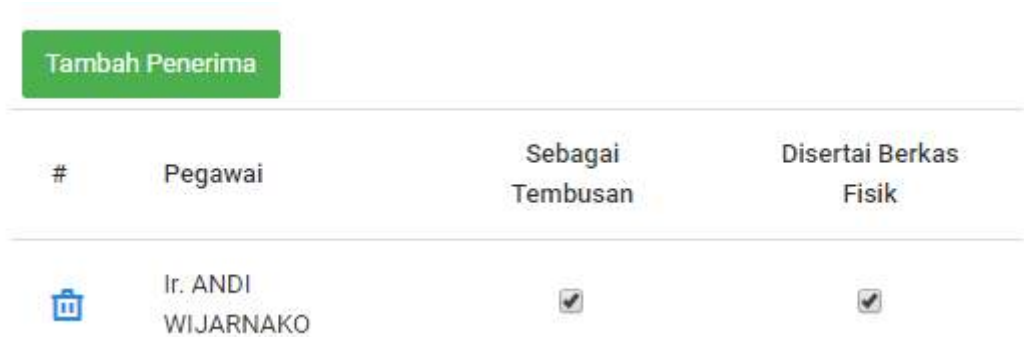 Tambah Penerima
# Pegawai Sebagai Tembusan Disertai Berkas Fisik
Ir. ANDI
WIJARNAKO